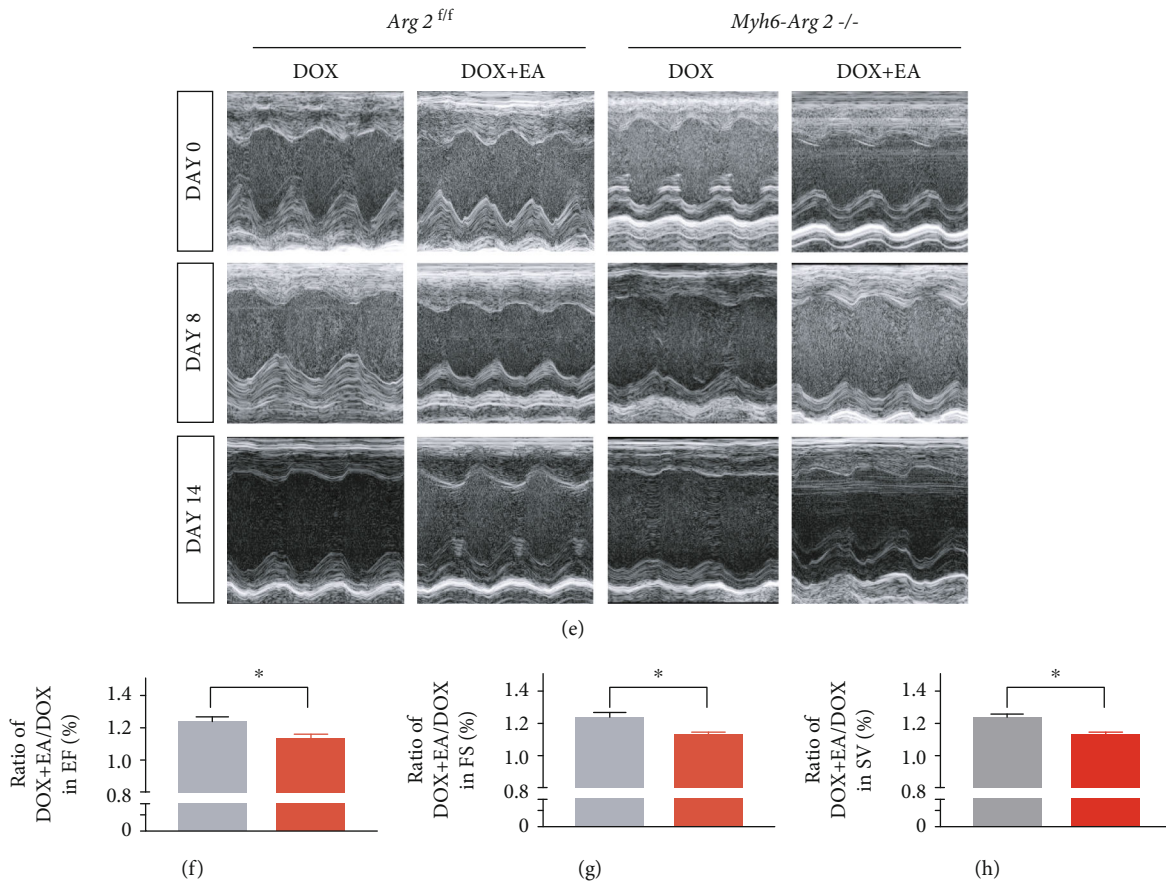 Arg 2 f/f
Myh6-Arg 2 -/-
DOX
DOX+EA
DOX
DOX+EA
DAY 0
DAY 8
DAY 14
(e)
Ratio of
DOX+EA/DOX
in EF (%)
1.4
1.2
1.0
0.8
0
*
(f)
Ratio of
DOX+EA/DOX
in FS (%)
1.4
1.2
1.0
0.8
0
*
(g)
Ratio of
DOX+EA/DOX
in SV (%)
1.4
1.2
1.0
0.8
0
*
(h)